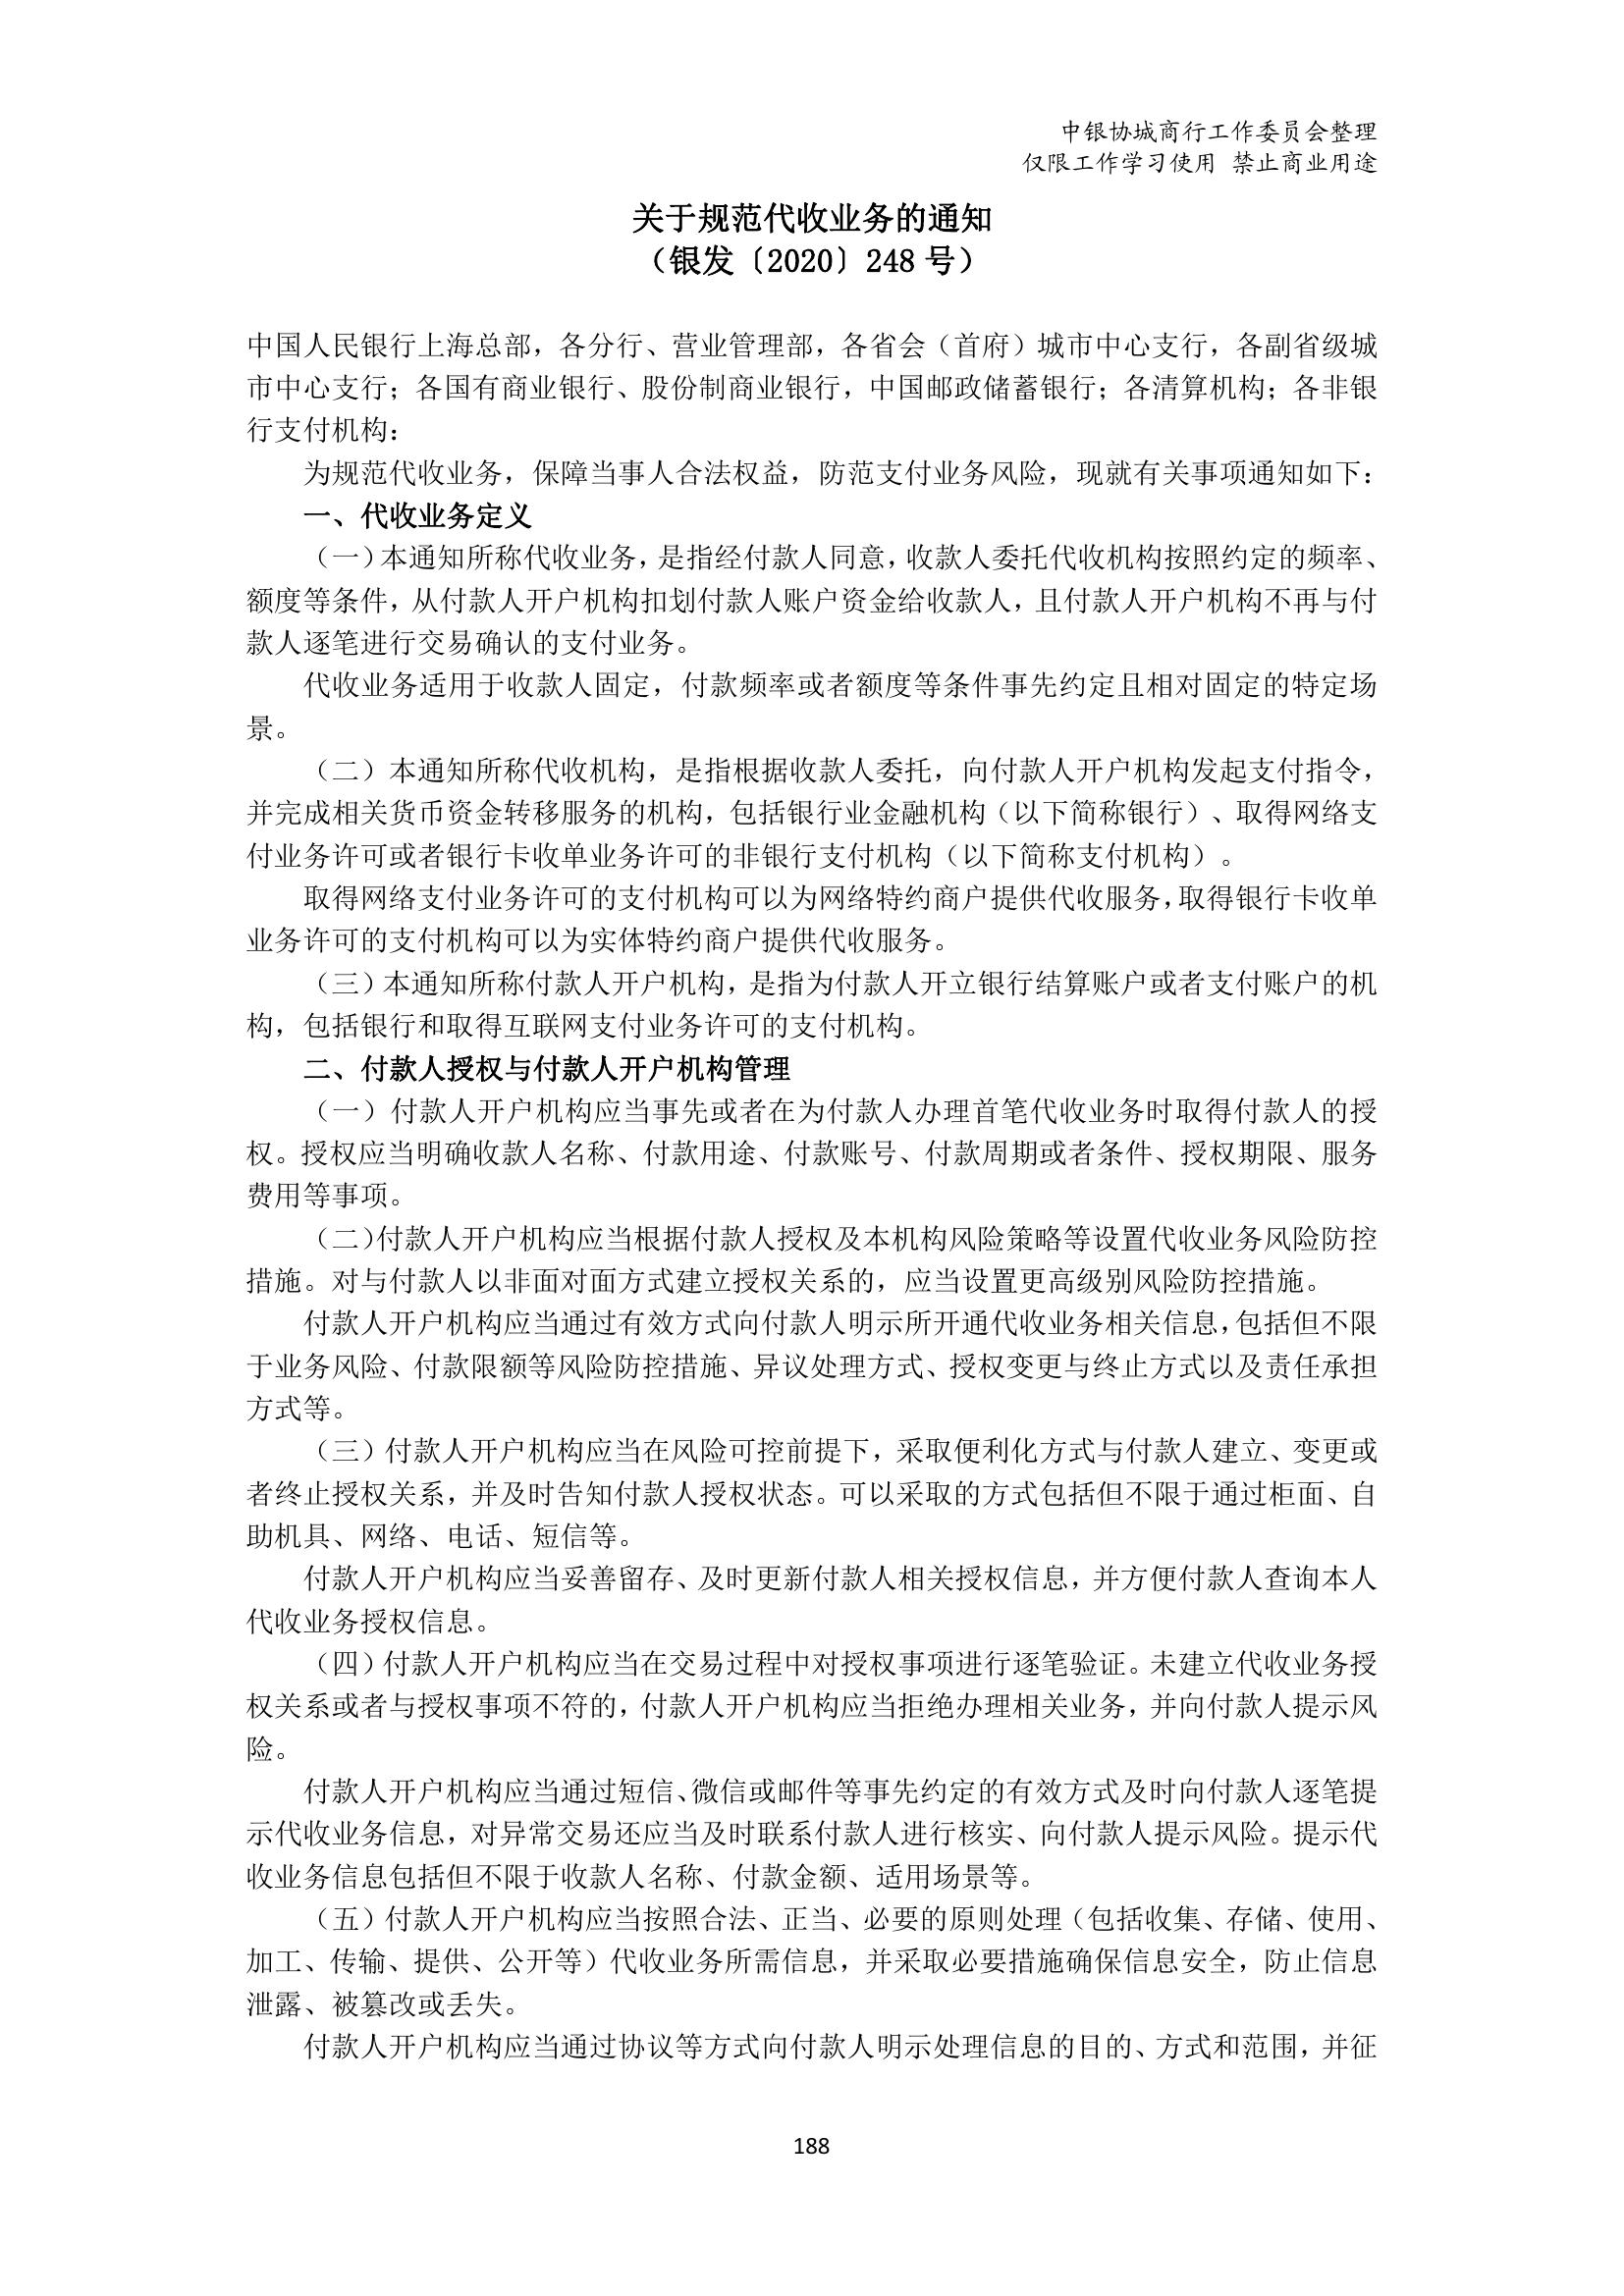 中银协城商行工作委员会整理
仅限工作学习使用 禁止商业用途
关于规范代收业务的通知
（银发〔2020〕248 号）
中国人民银行上海总部，各分行、营业管理部，各省会（首府）城市中心支行，各副省级城
市中心支行；各国有商业银行、股份制商业银行，中国邮政储蓄银行；各清算机构；各非银
行支付机构：
为规范代收业务，保障当事人合法权益，防范支付业务风险，现就有关事项通知如下：
一、代收业务定义
（一）本通知所称代收业务，是指经付款人同意，收款人委托代收机构按照约定的频率、
额度等条件，从付款人开户机构扣划付款人账户资金给收款人，且付款人开户机构不再与付
款人逐笔进行交易确认的支付业务。
代收业务适用于收款人固定，付款频率或者额度等条件事先约定且相对固定的特定场
景。
（二）本通知所称代收机构，是指根据收款人委托，向付款人开户机构发起支付指令，
并完成相关货币资金转移服务的机构，包括银行业金融机构（以下简称银行）、取得网络支
付业务许可或者银行卡收单业务许可的非银行支付机构（以下简称支付机构）。
取得网络支付业务许可的支付机构可以为网络特约商户提供代收服务，取得银行卡收单
业务许可的支付机构可以为实体特约商户提供代收服务。
（三）本通知所称付款人开户机构，是指为付款人开立银行结算账户或者支付账户的机
构，包括银行和取得互联网支付业务许可的支付机构。
二、付款人授权与付款人开户机构管理
（一）付款人开户机构应当事先或者在为付款人办理首笔代收业务时取得付款人的授
权。授权应当明确收款人名称、付款用途、付款账号、付款周期或者条件、授权期限、服务
费用等事项。
（二）付款人开户机构应当根据付款人授权及本机构风险策略等设置代收业务风险防控
措施。对与付款人以非面对面方式建立授权关系的，应当设置更高级别风险防控措施。
付款人开户机构应当通过有效方式向付款人明示所开通代收业务相关信息，包括但不限
于业务风险、付款限额等风险防控措施、异议处理方式、授权变更与终止方式以及责任承担
方式等。
（三）付款人开户机构应当在风险可控前提下，采取便利化方式与付款人建立、变更或
者终止授权关系，并及时告知付款人授权状态。可以采取的方式包括但不限于通过柜面、自
助机具、网络、电话、短信等。
付款人开户机构应当妥善留存、及时更新付款人相关授权信息，并方便付款人查询本人
代收业务授权信息。
（四）付款人开户机构应当在交易过程中对授权事项进行逐笔验证。未建立代收业务授
权关系或者与授权事项不符的，付款人开户机构应当拒绝办理相关业务，并向付款人提示风
险。
付款人开户机构应当通过短信、微信或邮件等事先约定的有效方式及时向付款人逐笔提
示代收业务信息，对异常交易还应当及时联系付款人进行核实、向付款人提示风险。提示代
收业务信息包括但不限于收款人名称、付款金额、适用场景等。
（五）付款人开户机构应当按照合法、正当、必要的原则处理（包括收集、存储、使用、
加工、传输、提供、公开等）代收业务所需信息，并采取必要措施确保信息安全，防止信息
泄露、被篡改或丢失。
付款人开户机构应当通过协议等方式向付款人明示处理信息的目的、方式和范围，并征
188